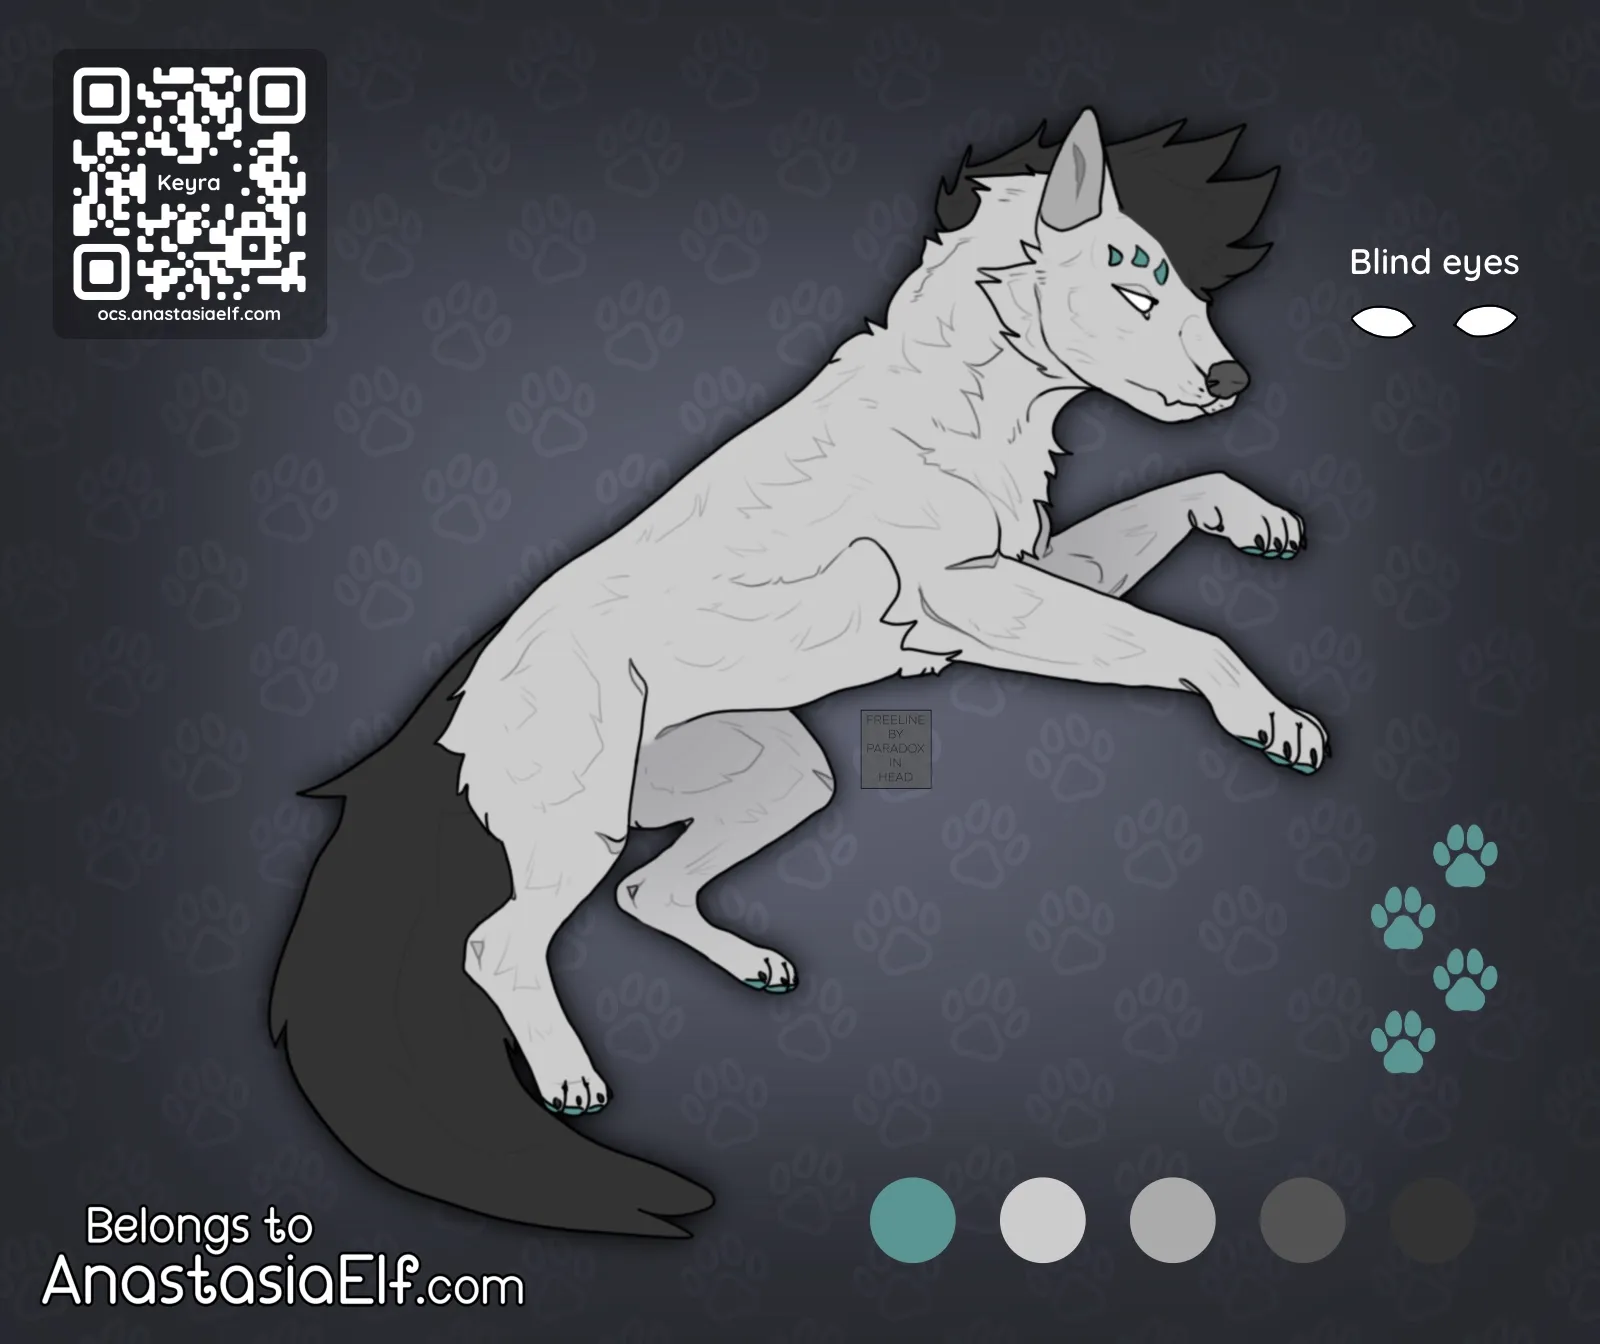 Keyra
ocs.anastasiaelf.com
Blind eyes
FREELINE
BY
PARADOX
IN
HEAD
Belongs to
AnastasiaElf.com